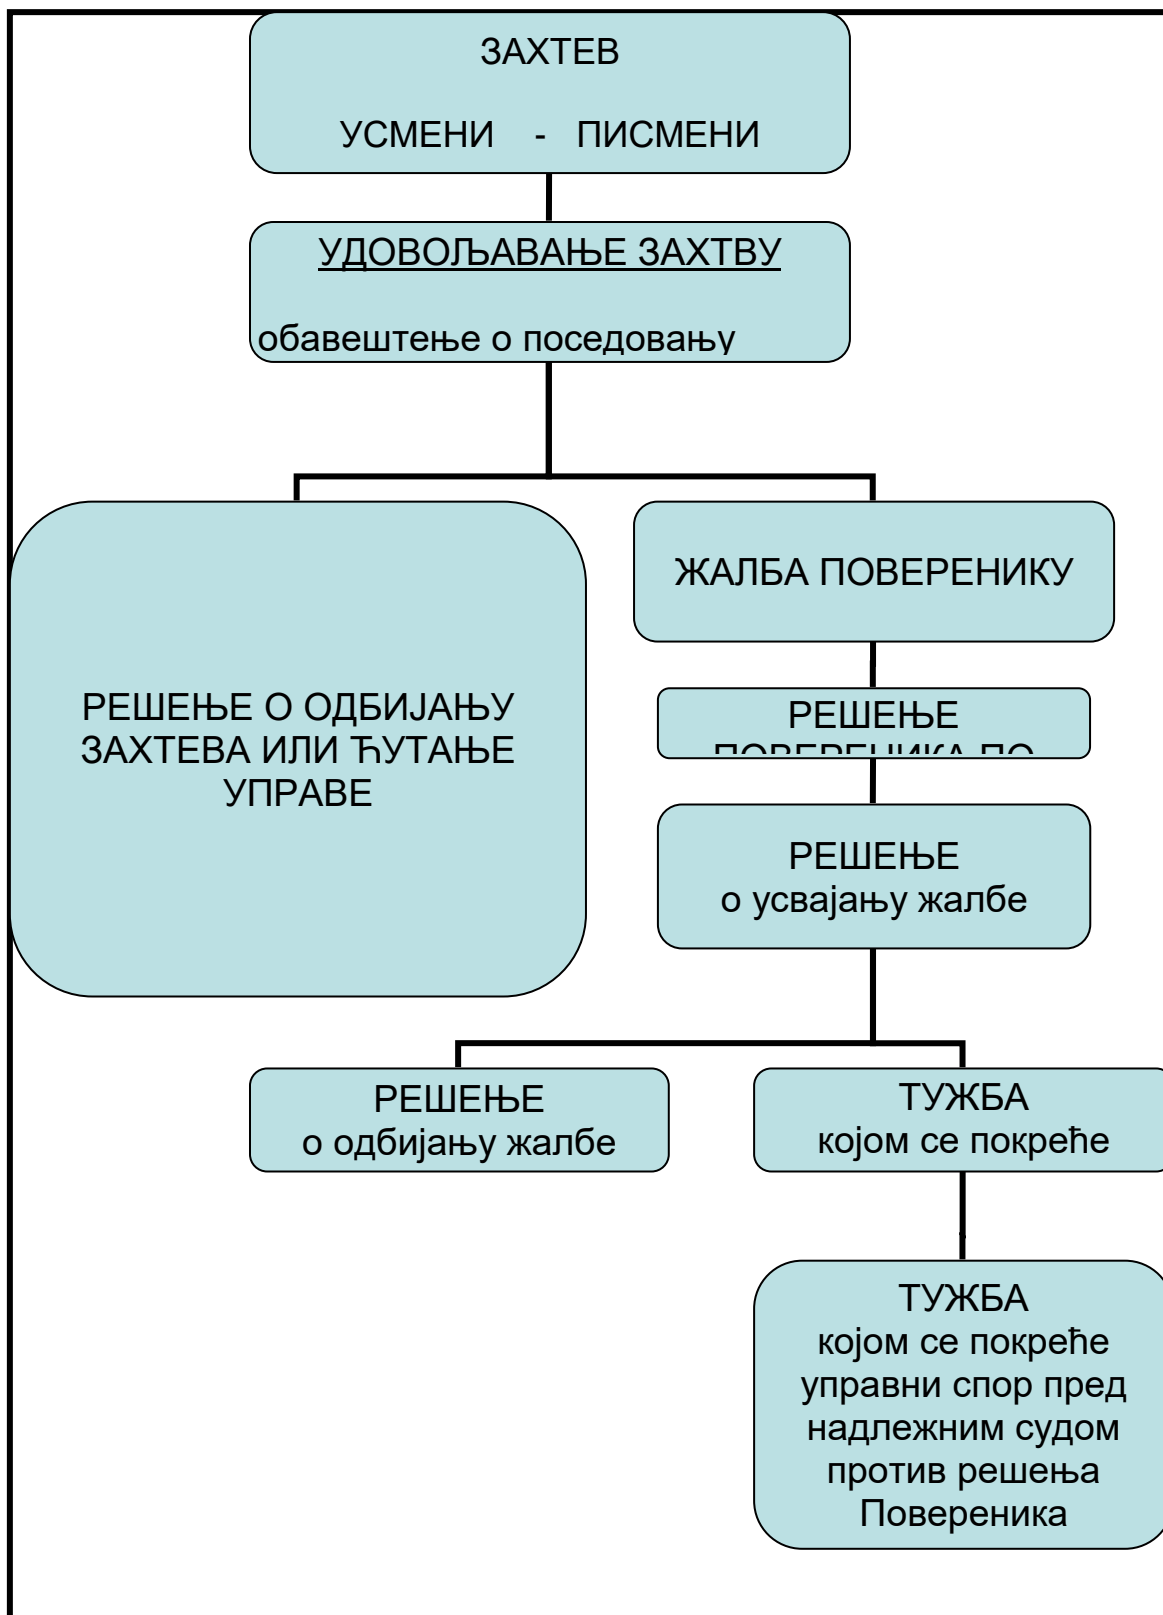 ЗАХТЕВ
УСМЕНИ - ПИСМЕНИ
УДОВОЉАВАЊЕ ЗАХТВУ
обавештење о поседовању
РЕШЕЊЕ О ОДБИЈАЊУ
ЗАХТЕВА ИЛИ ЋУТАЊЕ
УПРАВЕ
ЖАЛБА ПОВЕРЕНИКУ
РЕШЕЊЕ
ПОВЕРЕНИКА ПО
РЕШЕЊЕ
о усвајању жалбе
РЕШЕЊЕ
о одбијању жалбе
ТУЖБА
којом се покреће
ТУЖБА
којом се покреће
управни спор пред
надлежним судом
против решења
Повереника